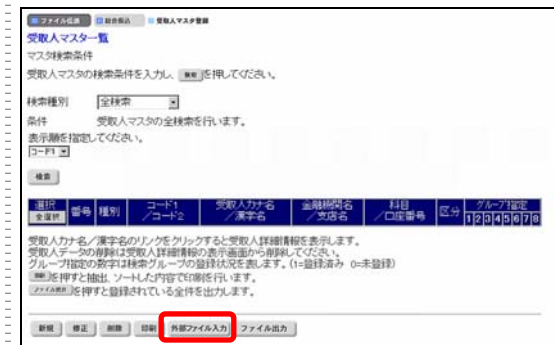 ファイル伝送 総合振込 受取人マスタ登録
受取人マスター一覧
マスタ検索条件
受取人マスタの検索条件を入力し、 検索 を押してください。
検索種別 全検索
条件 受取人マスタの全検索を行います。
表示順を指定してください。
コード1
検索
選択 全選択 番号 種別 コード1/コード2 受取人カナ名/漢字名 金融機関名/支店名 科目/口座番号 区分 グループ指定 1 2 3 4 5 6 7 8
受取人カナ名/漢字名のリンクをクリックすると受取人詳細情報を表示します。
受取人データの削除は受取人詳細情報の表示画面から削除してください。
グループ指定の数字は検索グループの登録状況を表します。(1=登録済み 0=未登録)
印刷 を押すと抽出、ソートした内容で印刷を行います。
ファイル出力 を押すと登録されている全件を出力します。
新規 修正 削除 印刷 外部ファイル入力 ファイル出力